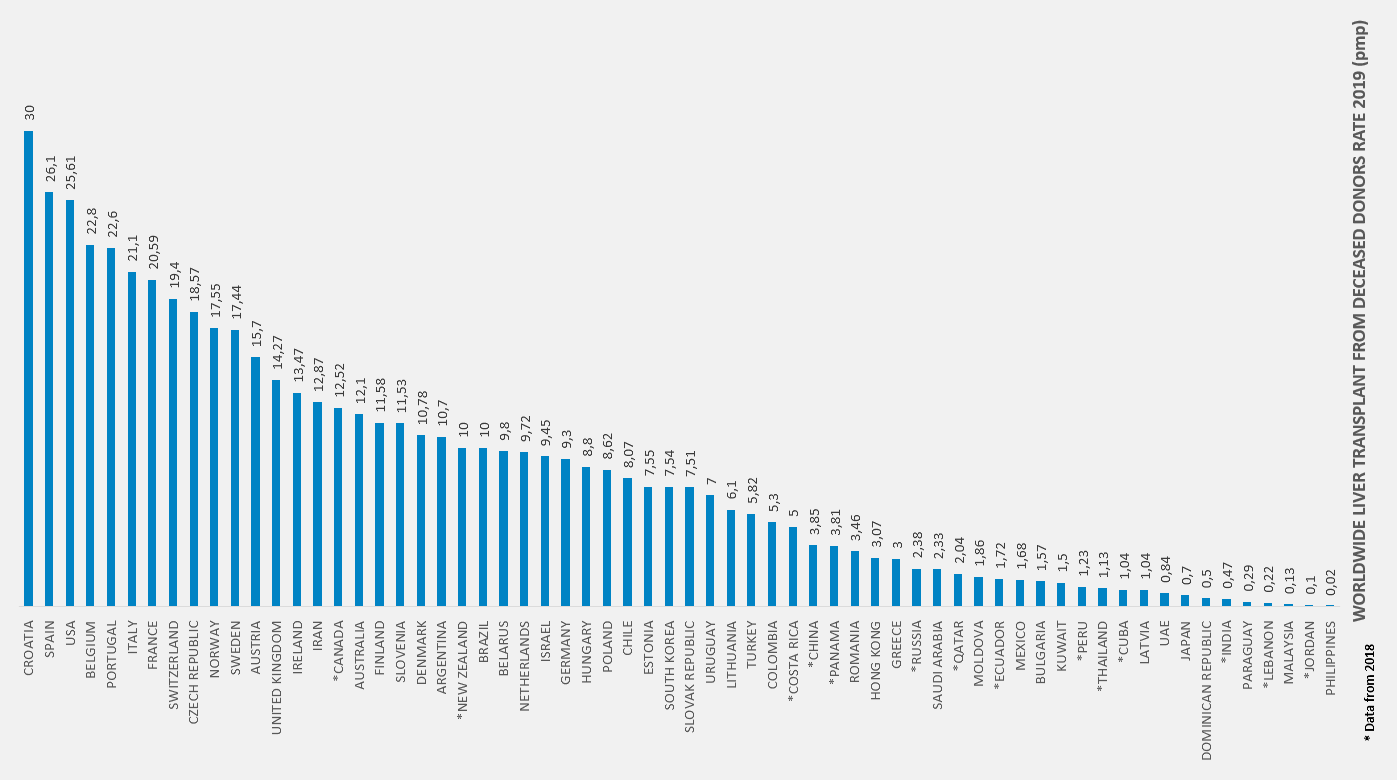 WORLDWIDE LIVER TRANSPLANT FROM DECEASED DONORS RATE 2019 (pmp)
30
26,1
25,61
22,8
22,6
21,1
20,59
19,4
18,57
17,55
17,44
15,7
14,27
13,47
12,87
12,52
12,1
11,58
11,53
10,78
10,7
10
10
9,8
9,72
9,45
9,3
8,8
8,62
8,07
7,55
7,54
7,51
7
6,1
5,82
5,3
5
3,85
3,81
3,46
3,07
3
2,38
2,33
2,04
1,86
1,72
1,68
1,57
1,5
1,23
1,13
1,04
1,04
0,84
0,7
0,5
0,47
0,29
0,22
0,13
0,1
0,02
CROATIA
SPAIN
USA
BELGIUM
PORTUGAL
ITALY
FRANCE
SWITZERLAND
CZECH REPUBLIC
NORWAY
SWEDEN
AUSTRIA
UNITED KINGDOM
IRELAND
IRAN
*CANADA
AUSTRALIA
FINLAND
SLOVENIA
DENMARK
ARGENTINA
*NEW ZEALAND
BRAZIL
BELARUS
NETHERLANDS
ISRAEL
GERMANY
HUNGARY
POLAND
CHILE
ESTONIA
SOUTH KOREA
SLOVAK REPUBLIC
URUGUAY
LITHUANIA
TURKEY
COLOMBIA
*COSTA RICA
*CHINA
*PANAMA
ROMANIA
HONG KONG
GREECE
*RUSSIA
SAUDI ARABIA
*QATAR
MOLDOVA
*ECUADOR
MEXICO
BULGARIA
KUWAIT
*PERU
*THAILAND
*CUBA
LATVIA
UAE
JAPAN
DOMINICAN REPUBLIC
*INDIA
PARAGUAY
*LEBANON
MALAYSIA
*JORDAN
PHILIPPINES
* Data from 2018